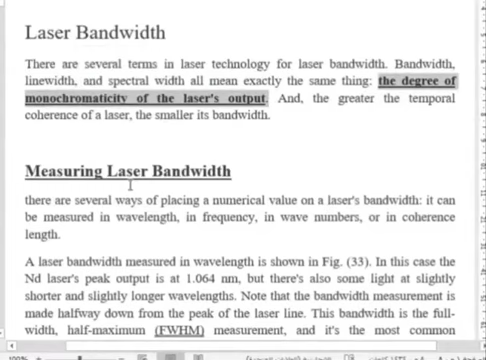 Laser Bandwidth
There are several terms in laser technology for laser bandwidth. Bandwidth,
linewidth, and spectral width all mean exactly the same thing: the degree of
monochromaticity of the laser's output. And, the greater the temporal
coherence of a laser, the smaller its bandwidth.
Measuring Laser Bandwidth
there are several ways of placing a numerical value on a laser's bandwidth: it can
be measured in wavelength, in frequency, in wave numbers, or in coherence
length.
A laser bandwidth measured in wavelength is shown in Fig. (33). In this case the
Nd laser's peak output is at 1.064 nm, but there's also some light at slightly
shorter and slightly longer wavelengths. Note that the bandwidth measurement is
made halfway down from the peak of the laser line. This bandwidth is the full-
width, half-maximum (FWHM) measurement, and it's the most common
100%